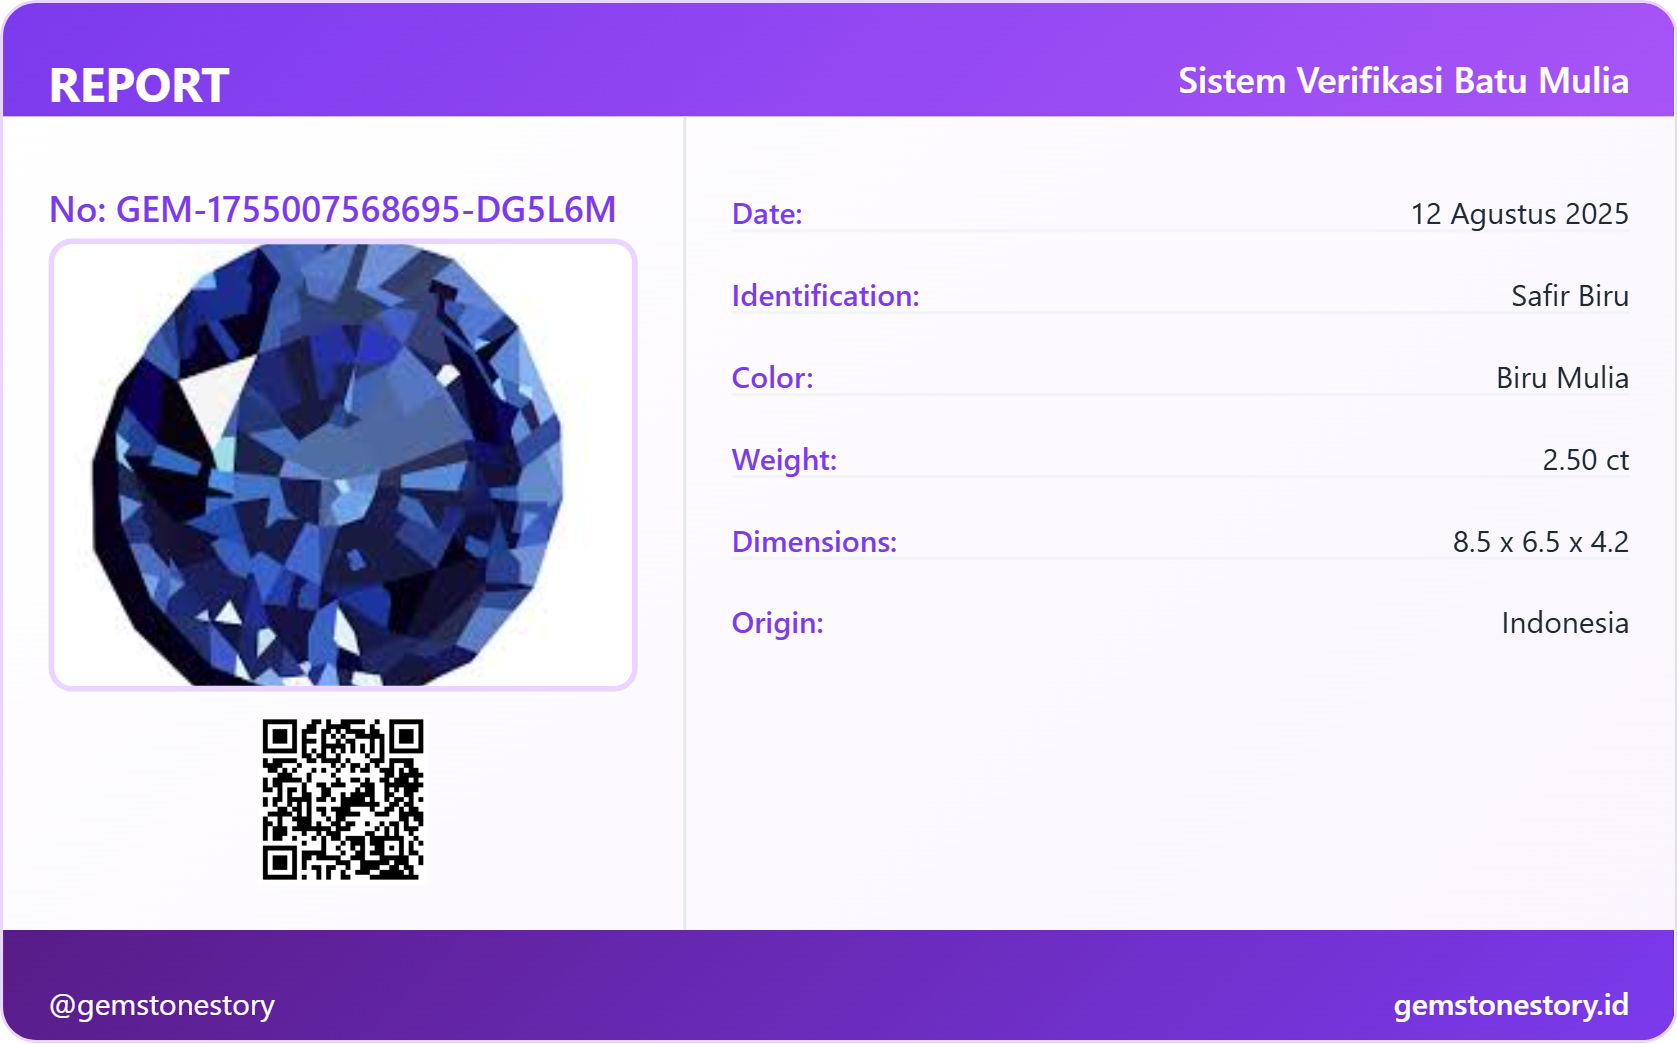 REPORT
Sistem Verifikasi Batu Mulia
No: GEM-1755007568695-DG5L6M
Date: 12 Agustus 2025
Identification: Safir Biru
Color: Biru Mulia
Weight: 2.50 ct
Dimensions: 8.5 x 6.5 x 4.2
Origin: Indonesia
@gemstonestory
gemstonestory.id